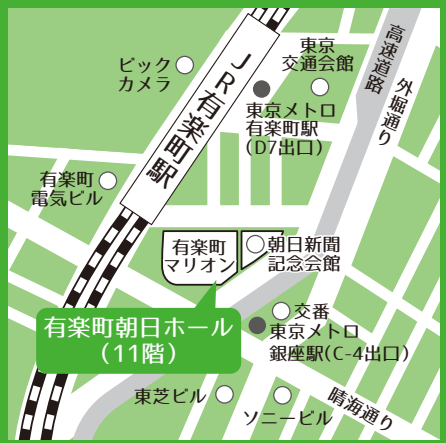 ビック
カメラ
JR有楽町駅
東京
交通会館
高速道路
外堀通り
東京メトロ
有楽町駅
(D7出口)
有楽町
電気ビル
有楽町
マリオン
朝日新聞
記念会館
有楽町朝日ホール
(11階)
交番
東京メトロ
銀座駅(C-4出口)
東芝ビル
ソニービル
晴海通り